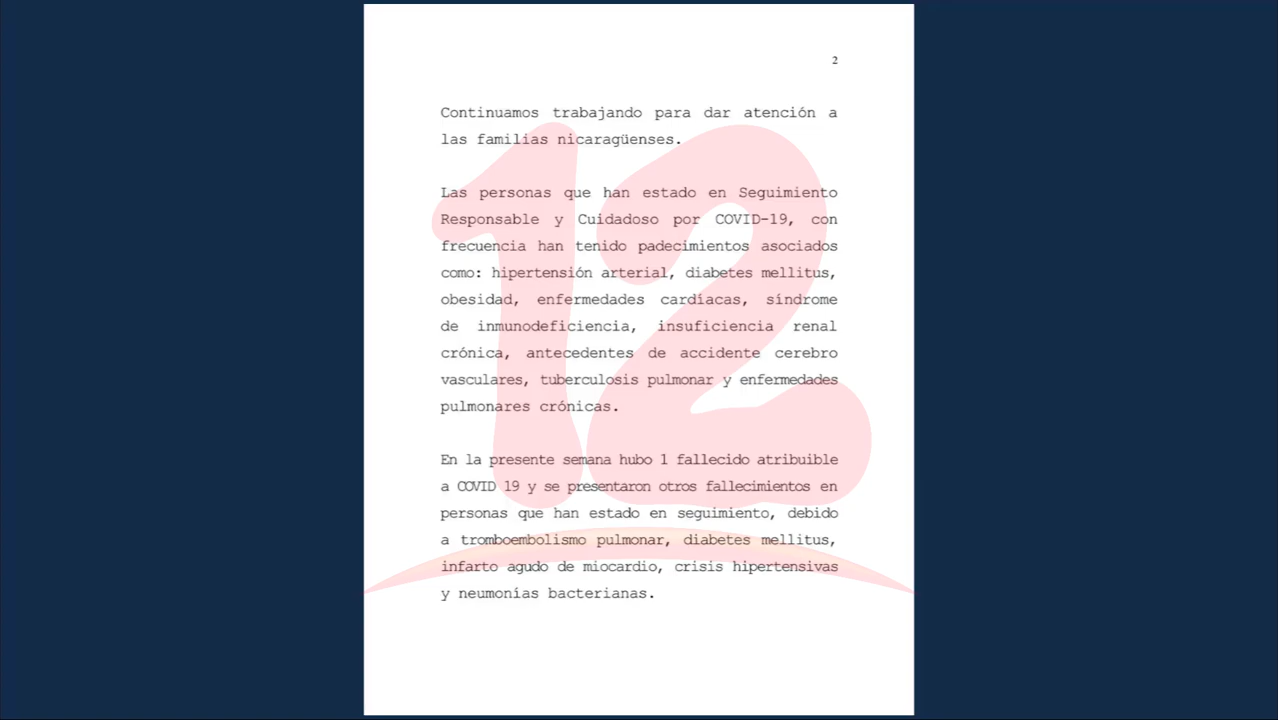 2
Continuamos trabajando para dar atención a
las familias nicaragüenses.
Las personas que han estado en Seguimiento
Responsable y Cuidadoso por COVID-19, con
frecuencia han tenido padecimientos asociados
como: hipertensión arterial, diabetes mellitus,
obesidad, enfermedades cardíacas, síndrome
de inmunodeficiencia, insuficiencia renal
crónica, antecedentes de accidente cerebro
vasculares, tuberculosis pulmonar y enfermedades
pulmonares crónicas.
En la presente semana hubo 1 fallecido atribuible
a COVID 19 y se presentaron otros fallecimientos en
personas que han estado en seguimiento, debido
a tromboembolismo pulmonar, diabetes mellitus,
infarto agudo de miocardio, crisis hipertensivas
y neumonías bacterianas.
12